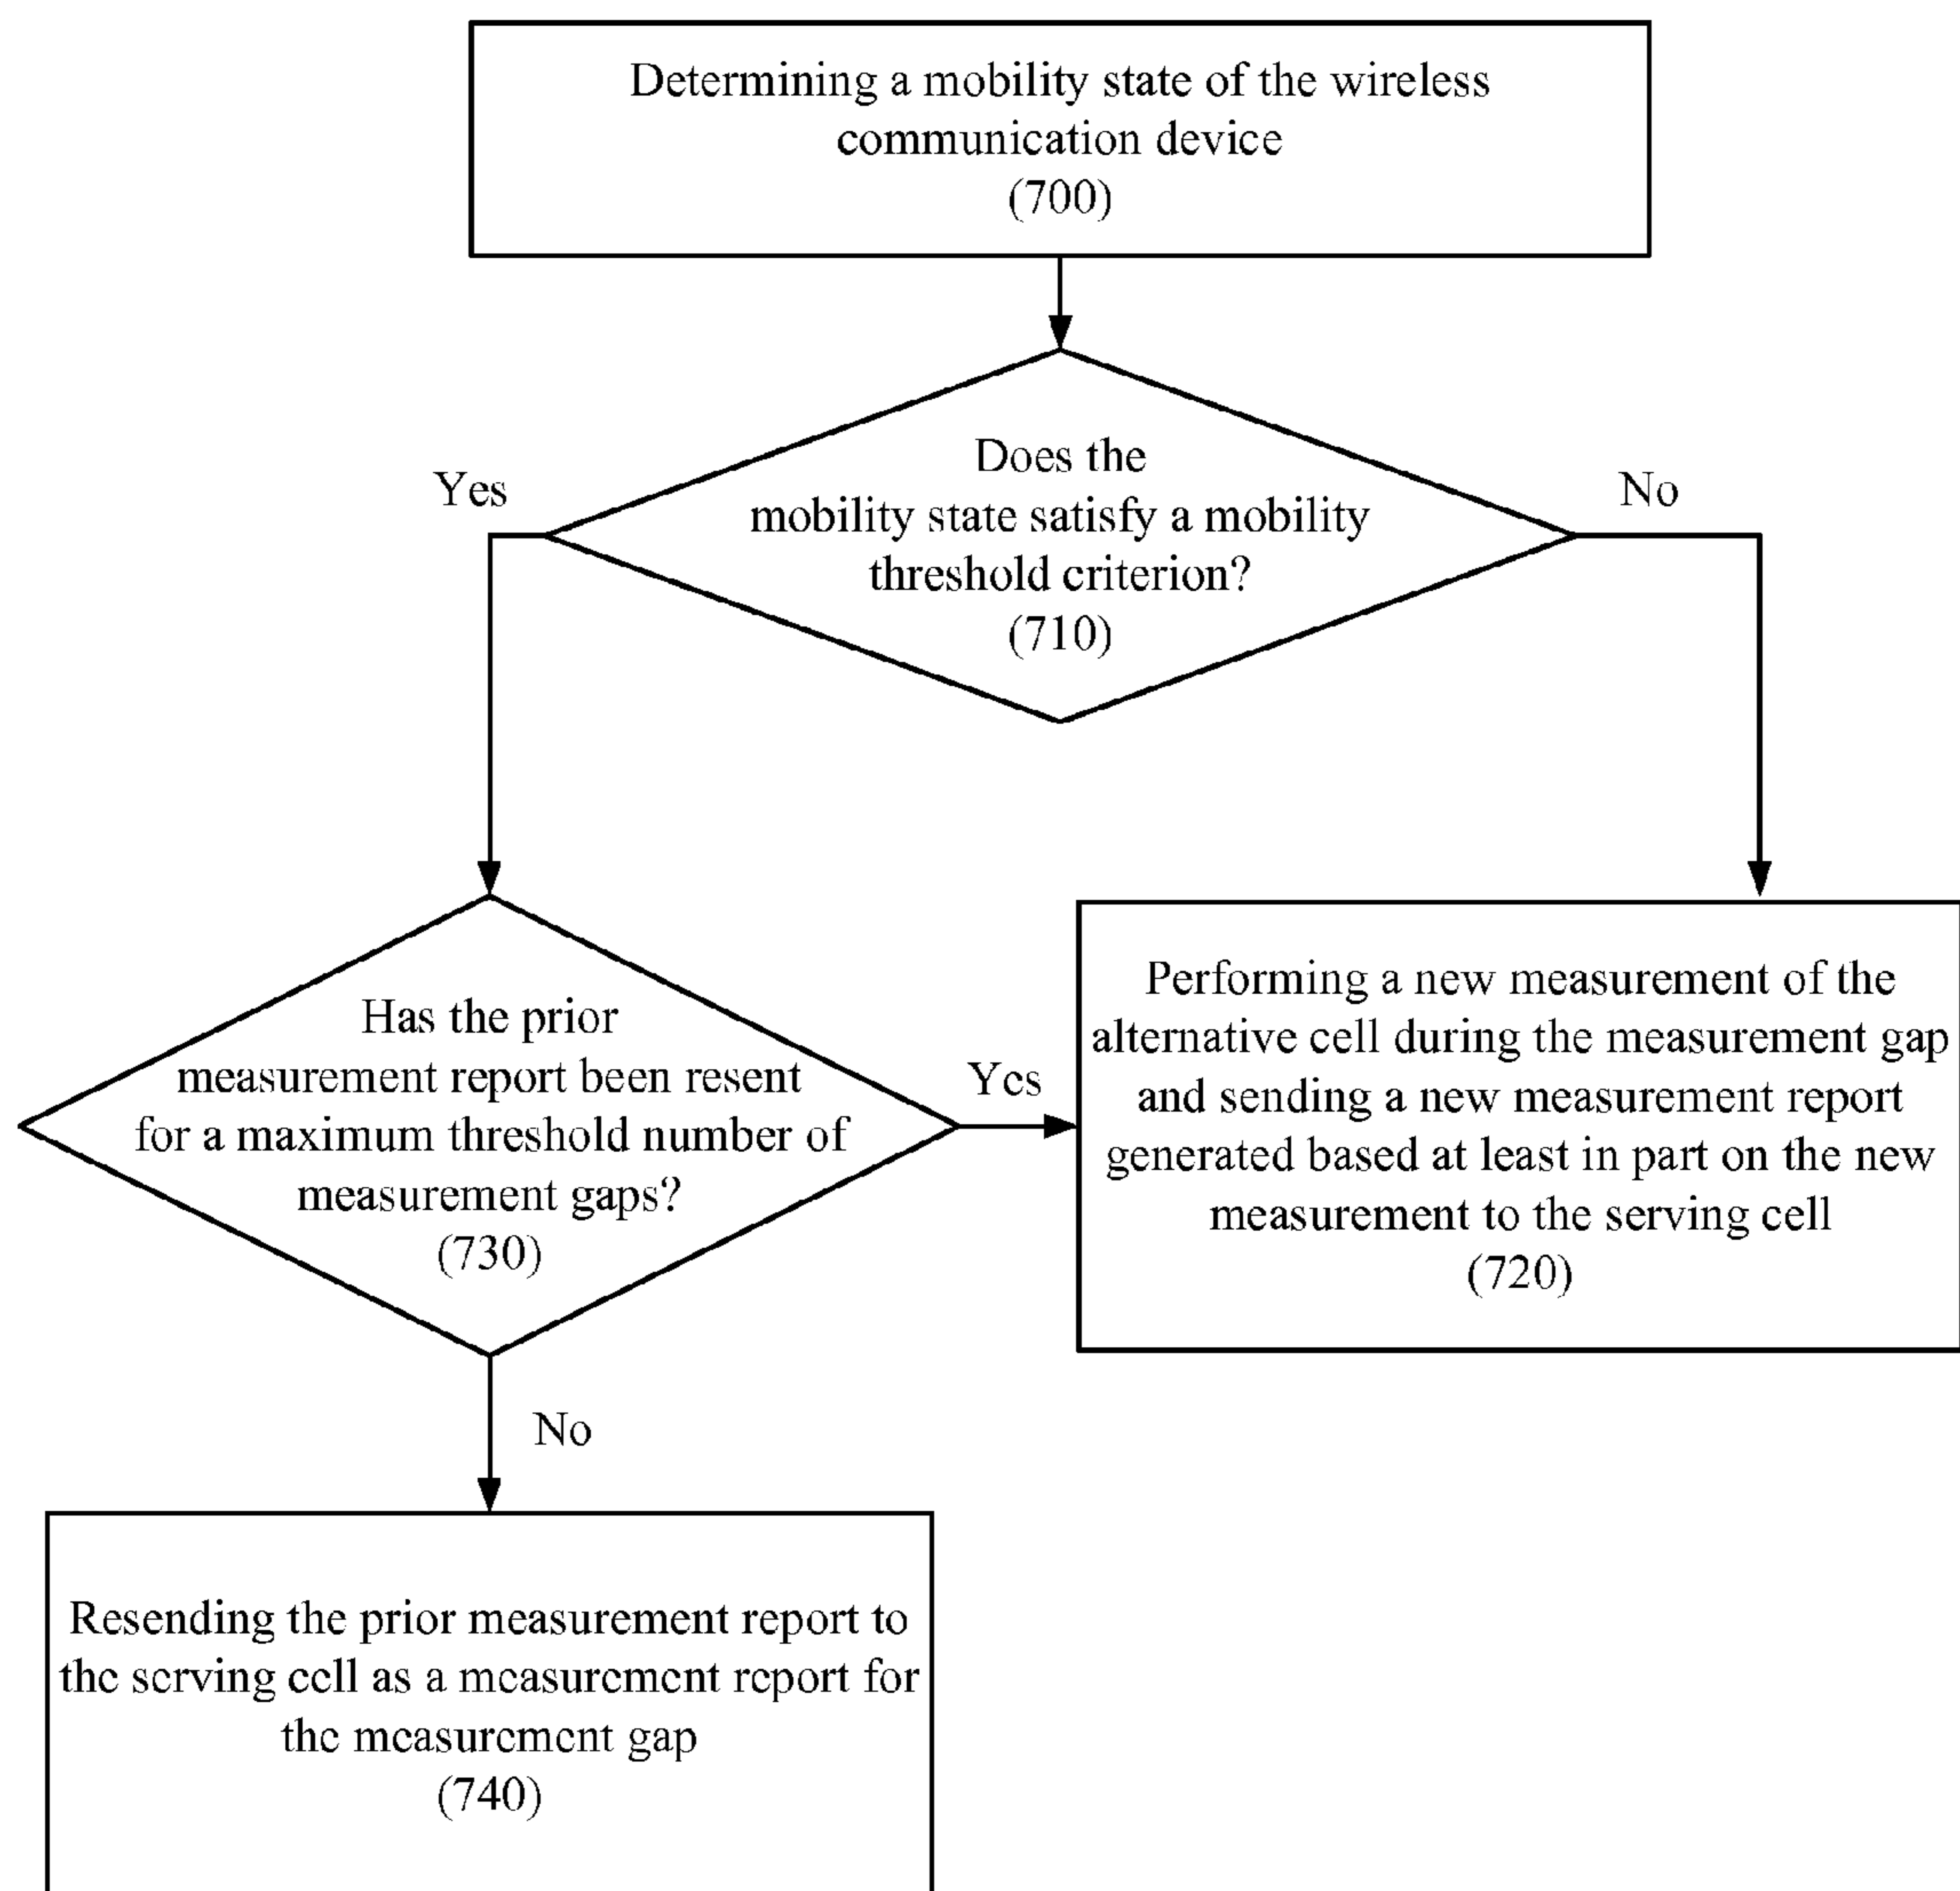 Determining a mobility state of the wireless
communication device
(700)
Does the
mobility state satisfy a mobility
threshold criterion?
(710)
Yes
No
Has the prior
measurement report been resent
for a maximum threshold number of
measurement gaps?
(730)
Yes
Performing a new measurement of the
alternative cell during the measurement gap
and sending a new measurement report
generated based at least in part on the new
measurement to the serving cell
(720)
No
Resending the prior measurement report to
the serving cell as a measurement report for
the measurement gap
(740)